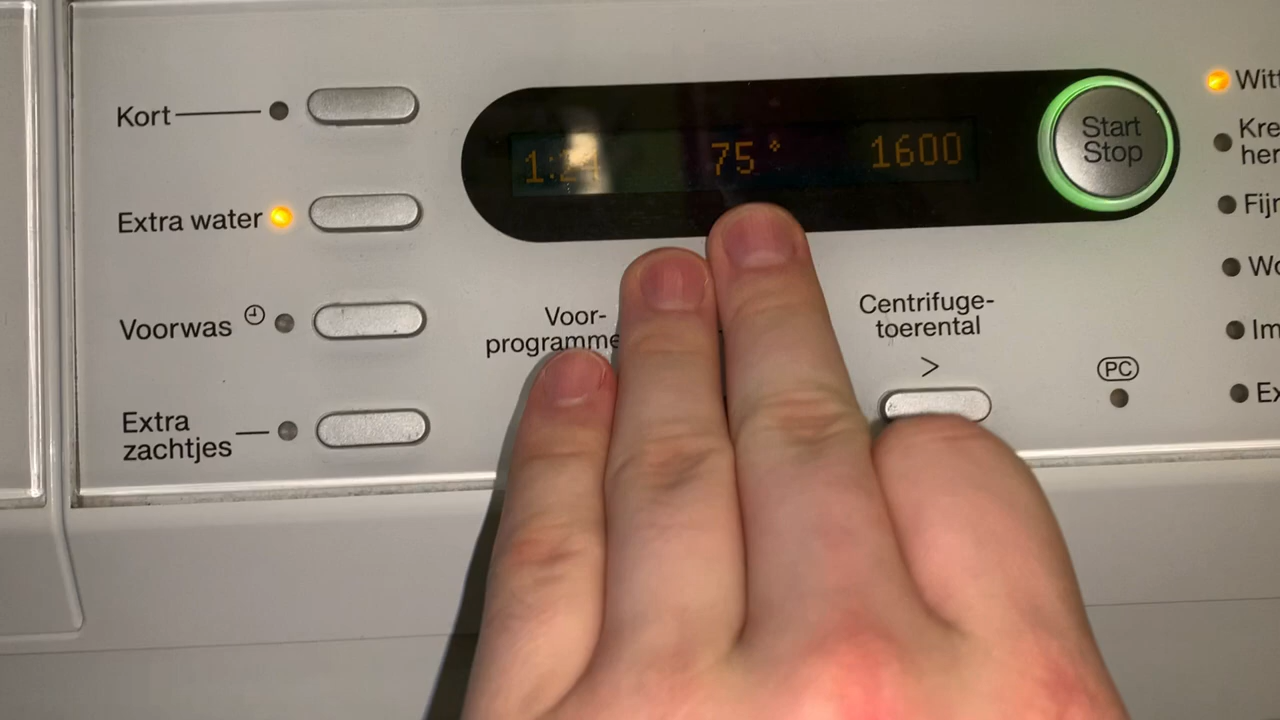 Kort
Extra water
Voorwas
Extra
zachtjes
1:24 75° 1600
Start
Stop
Voor-
programme
Centrifuge-
toerental
>
PC
Witt
Kre
her
Fijn
Wo
Im
Ex